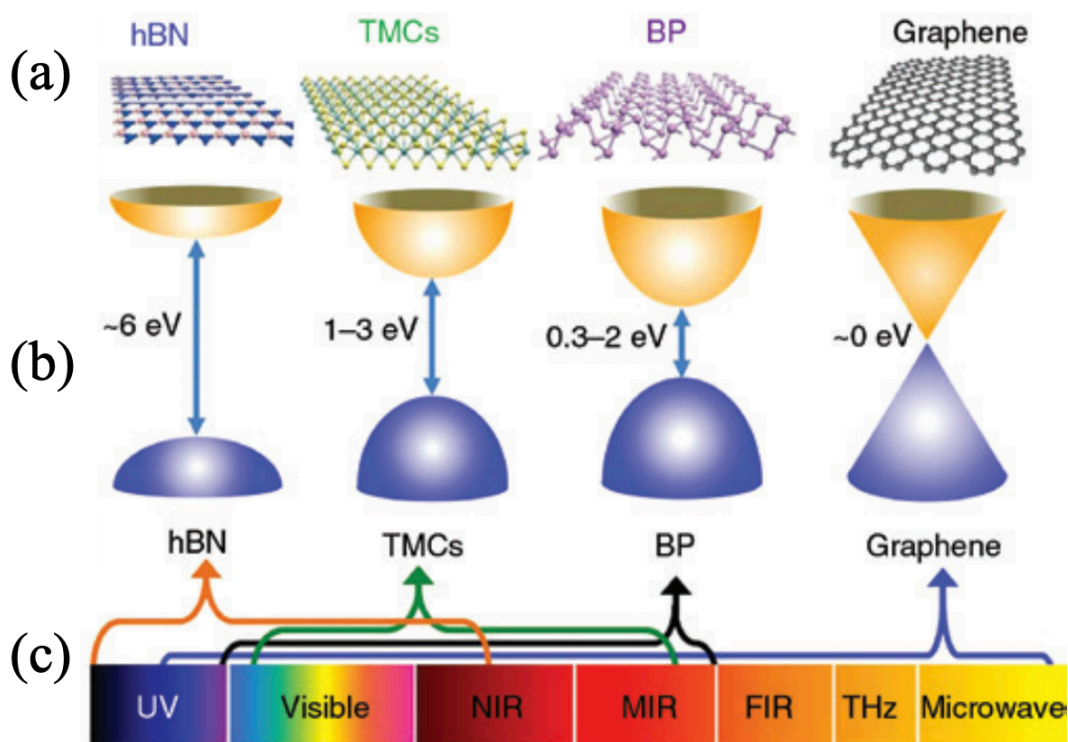 (a)
hBN TMCs BP Graphene
(b)
~6 eV 1–3 eV 0.3–2 eV ~0 eV
hBN TMCs BP Graphene
(c)
UV Visible NIR MIR FIR THz Microwave